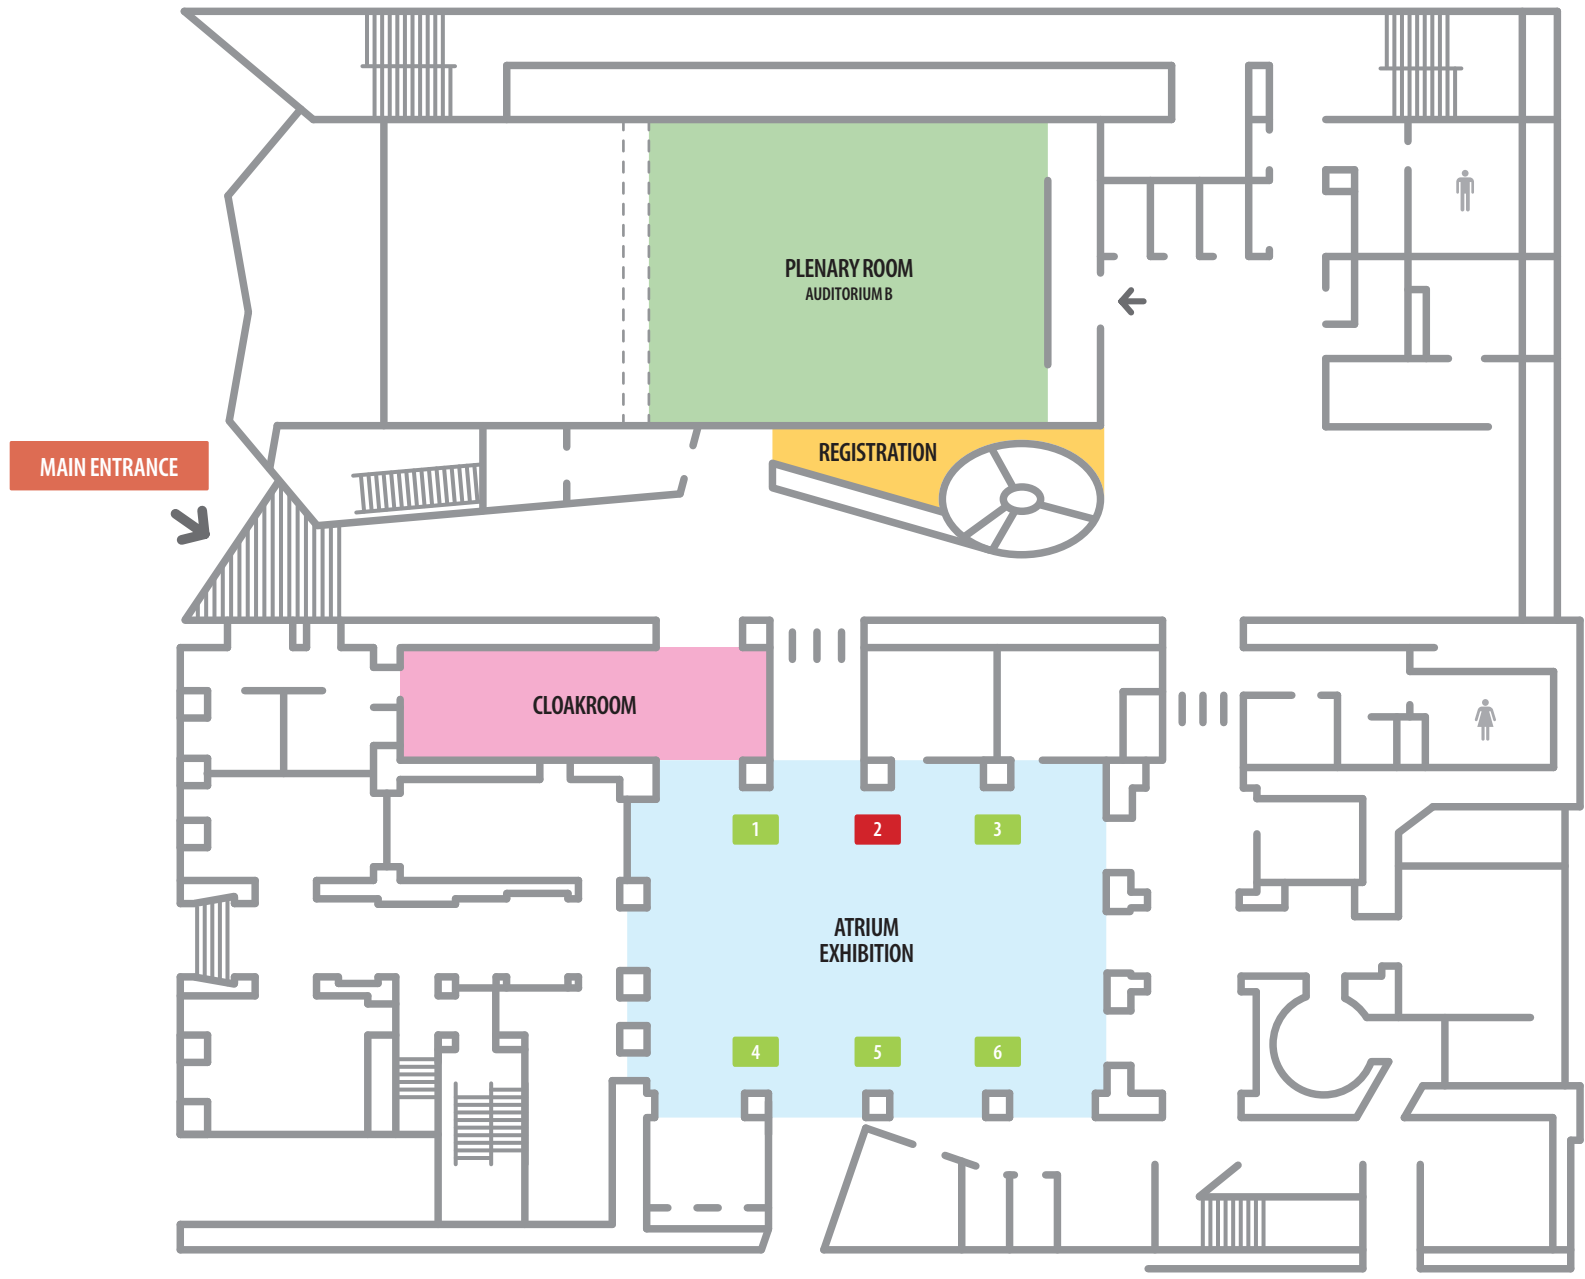 PLENARY ROOM
AUDITORIUM B
MAIN ENTRANCE
REGISTRATION
CLOAKROOM
1
2
3
ATRIUM
EXHIBITION
4
5
6